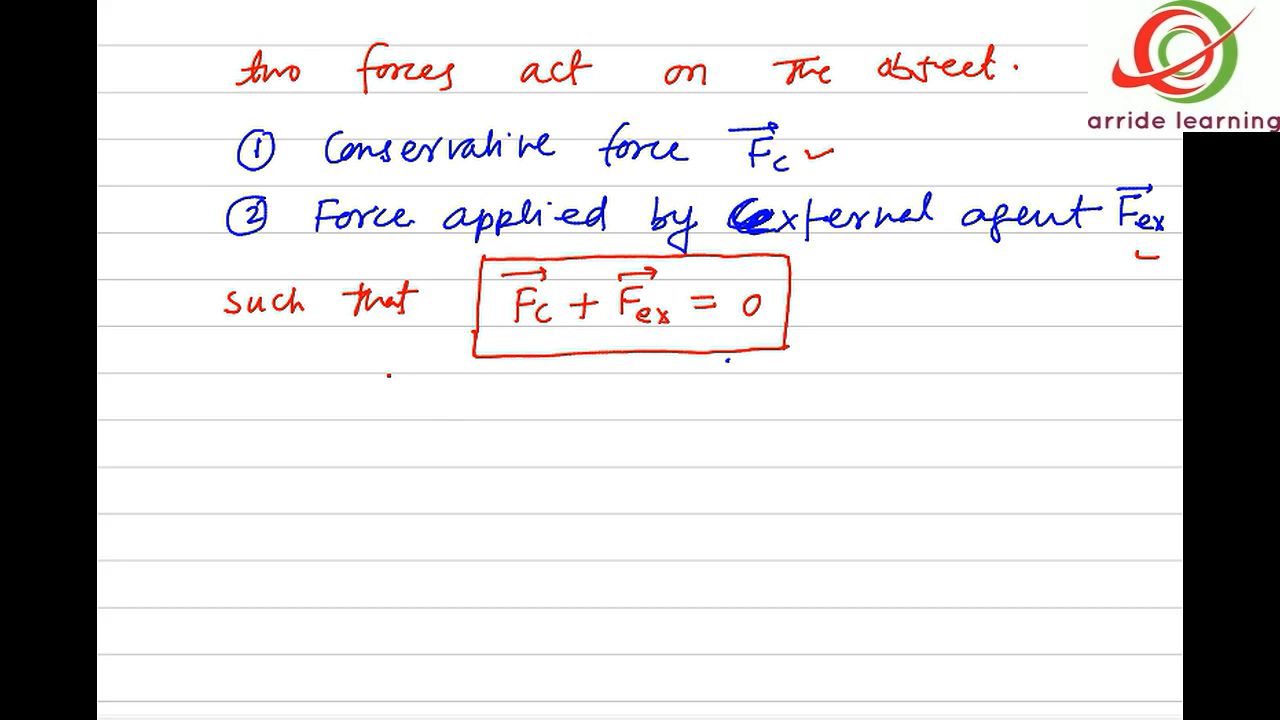 two forces act on the object.
arride learning
① Conservative force F⃗c ✓
② Force applied by external agent F⃗ex
such that F⃗c + F⃗ex = 0